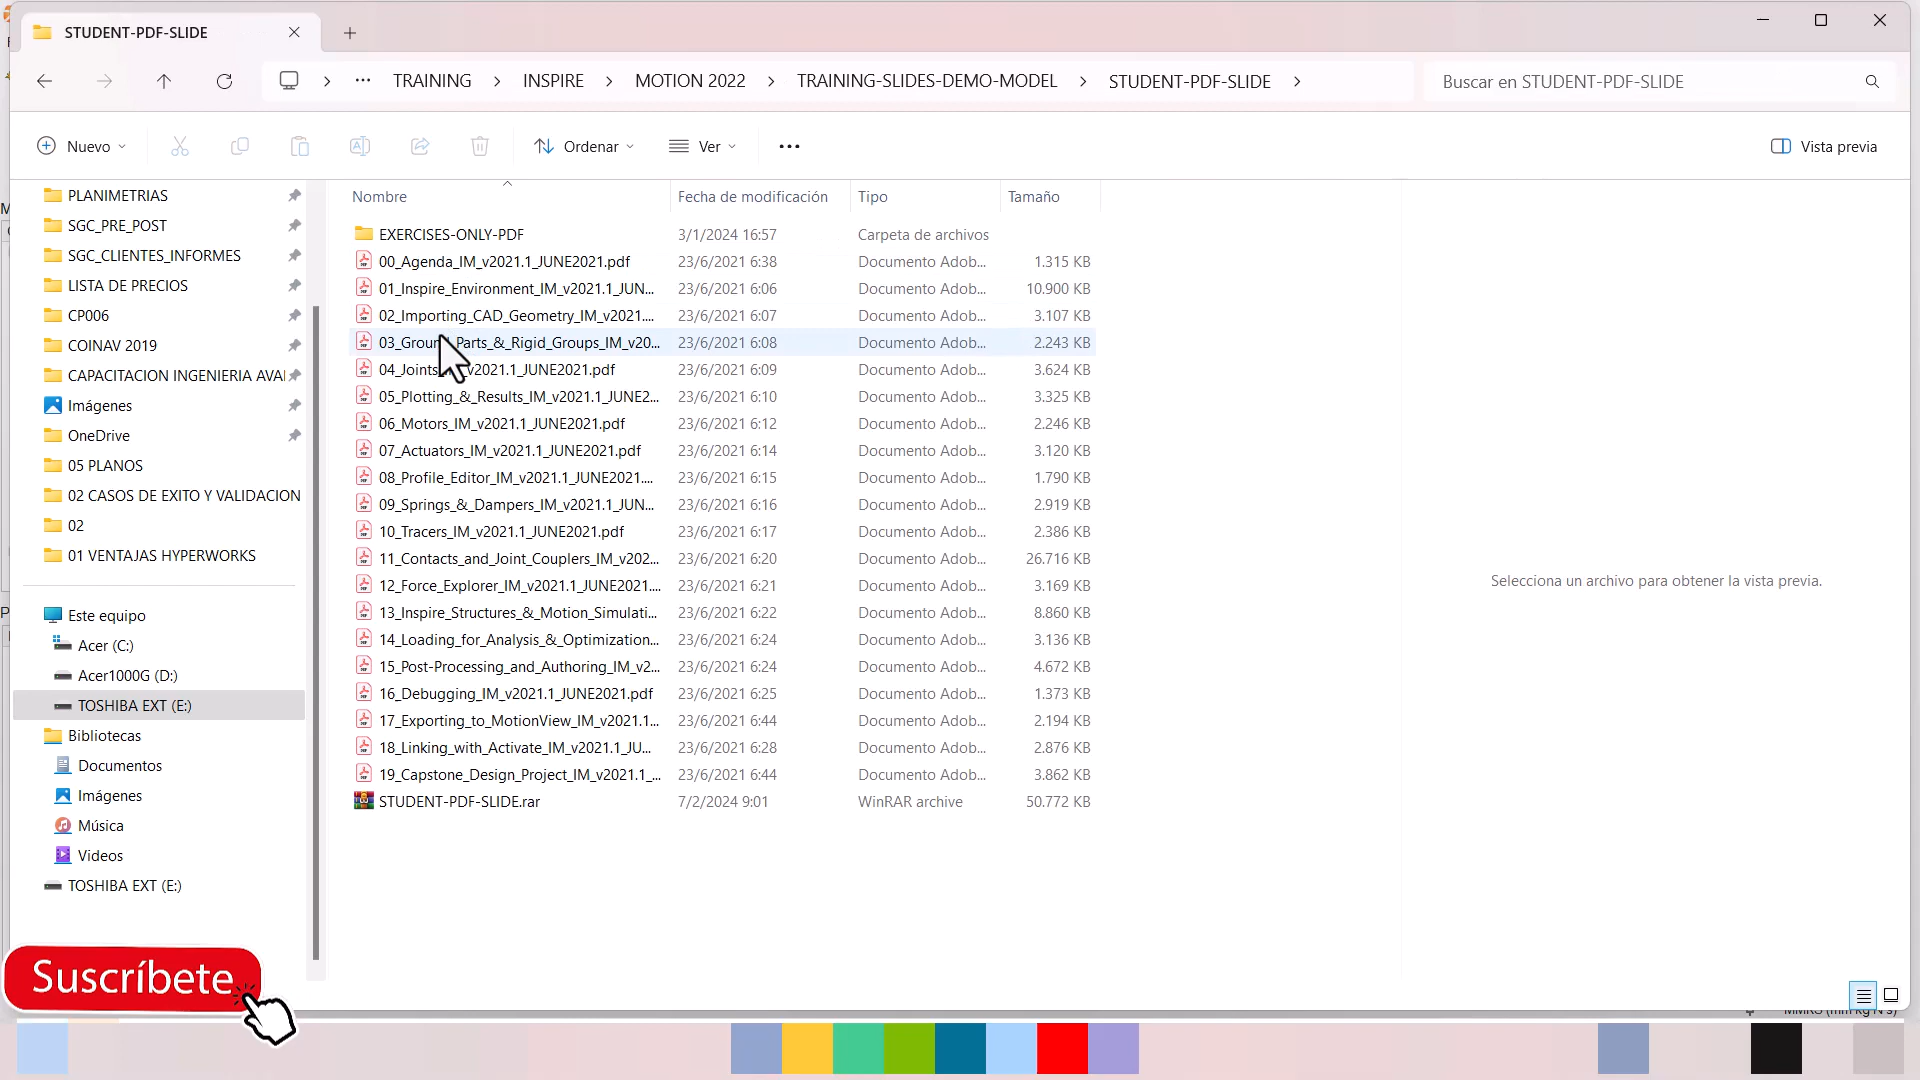 STUDENT-PDF-SLIDE
... TRAINING > INSPIRE > MOTION 2022 > TRAINING-SLIDES-DEMO-MODEL > STUDENT-PDF-SLIDE >
Buscar en STUDENT-PDF-SLIDE
Nuevo
Ordenar
Ver
Vista previa
PLANIMETRIAS
SGC_PRE_POST
SGC_CLIENTES_INFORMES
LISTA DE PRECIOS
CP006
COINAV 2019
CAPACITACION INGENIERIA AVA
Imágenes
OneDrive
05 PLANOS
02 CASOS DE EXITO Y VALIDACION
02
01 VENTAJAS HYPERWORKS
Este equipo
Acer (C:)
Acer1000G (D:)
TOSHIBA EXT (E:)
Bibliotecas
Documentos
Imágenes
Música
Videos
TOSHIBA EXT (E:)
Nombre Fecha de modificación Tipo Tamaño
EXERCISES-ONLY-PDF 3/1/2024 16:57 Carpeta de archivos
00_Agenda_IM_v2021.1_JUNE2021.pdf 23/6/2021 6:38 Documento Adob... 1.315 KB
01_Inspire_Environment_IM_v2021.1_JUN... 23/6/2021 6:06 Documento Adob... 10.900 KB
02_Importing_CAD_Geometry_IM_v2021.... 23/6/2021 6:07 Documento Adob... 3.107 KB
03_Ground_Parts_&_Rigid_Groups_IM_v20... 23/6/2021 6:08 Documento Adob... 2.243 KB
04_Joints_IM_v2021.1_JUNE2021.pdf 23/6/2021 6:09 Documento Adob... 3.624 KB
05_Plotting_&_Results_IM_v2021.1_JUNE2... 23/6/2021 6:10 Documento Adob... 3.325 KB
06_Motors_IM_v2021.1_JUNE2021.pdf 23/6/2021 6:12 Documento Adob... 2.246 KB
07_Actuators_IM_v2021.1_JUNE2021.pdf 23/6/2021 6:14 Documento Adob... 3.120 KB
08_Profile_Editor_IM_v2021.1_JUNE2021.... 23/6/2021 6:15 Documento Adob... 1.790 KB
09_Springs_&_Dampers_IM_v2021.1_JUN... 23/6/2021 6:16 Documento Adob... 2.919 KB
10_Tracers_IM_v2021.1_JUNE2021.pdf 23/6/2021 6:17 Documento Adob... 2.386 KB
11_Contacts_and_Joint_Couplers_IM_v202... 23/6/2021 6:20 Documento Adob... 26.716 KB
12_Force_Explorer_IM_v2021.1_JUNE2021.... 23/6/2021 6:21 Documento Adob... 3.169 KB
13_Inspire_Structures_&_Motion_Simulati... 23/6/2021 6:22 Documento Adob... 8.860 KB
14_Loading_for_Analysis_&_Optimization... 23/6/2021 6:24 Documento Adob... 3.136 KB
15_Post-Processing_and_Authoring_IM_v2... 23/6/2021 6:24 Documento Adob... 4.672 KB
16_Debugging_IM_v2021.1_JUNE2021.pdf 23/6/2021 6:25 Documento Adob... 1.373 KB
17_Exporting_to_MotionView_IM_v2021.1... 23/6/2021 6:44 Documento Adob... 2.194 KB
18_Linking_with_Activate_IM_v2021.1_JU... 23/6/2021 6:28 Documento Adob... 2.876 KB
19_Capstone_Design_Project_IM_v2021.1_... 23/6/2021 6:44 Documento Adob... 3.862 KB
STUDENT-PDF-SLIDE.rar 7/2/2024 9:01 WinRAR archive 50.772 KB
Selecciona un archivo para obtener la vista previa.
Suscríbete